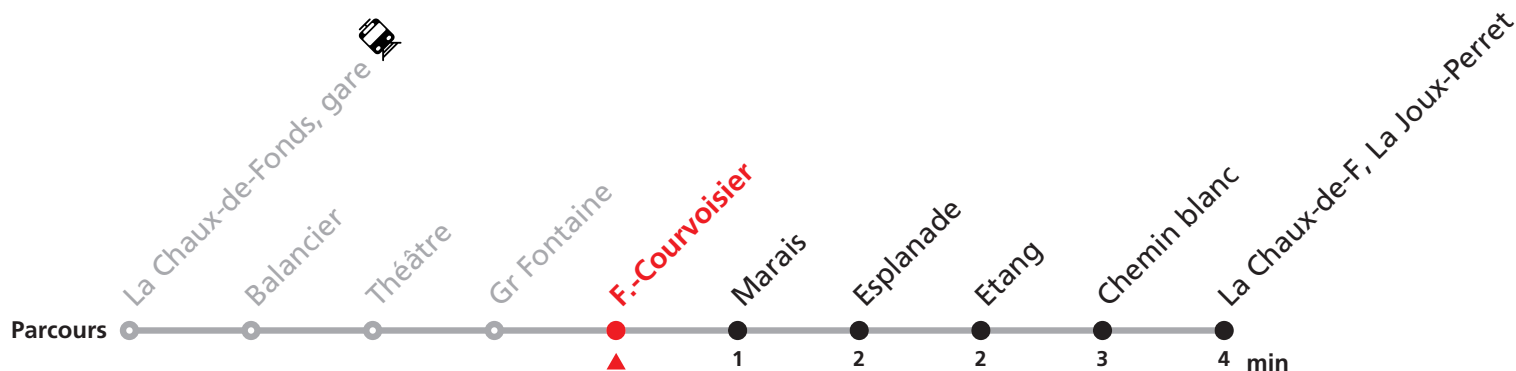 La Chaux-de-Fonds, gare
Balancier
Théâtre
Gr Fontaine
F.-Courvoisier
Marais
Esplanade
Etang
Chemin blanc
La Chaux-de-F, La Joux-Perret
Parcours
1 2 2 3 4 min